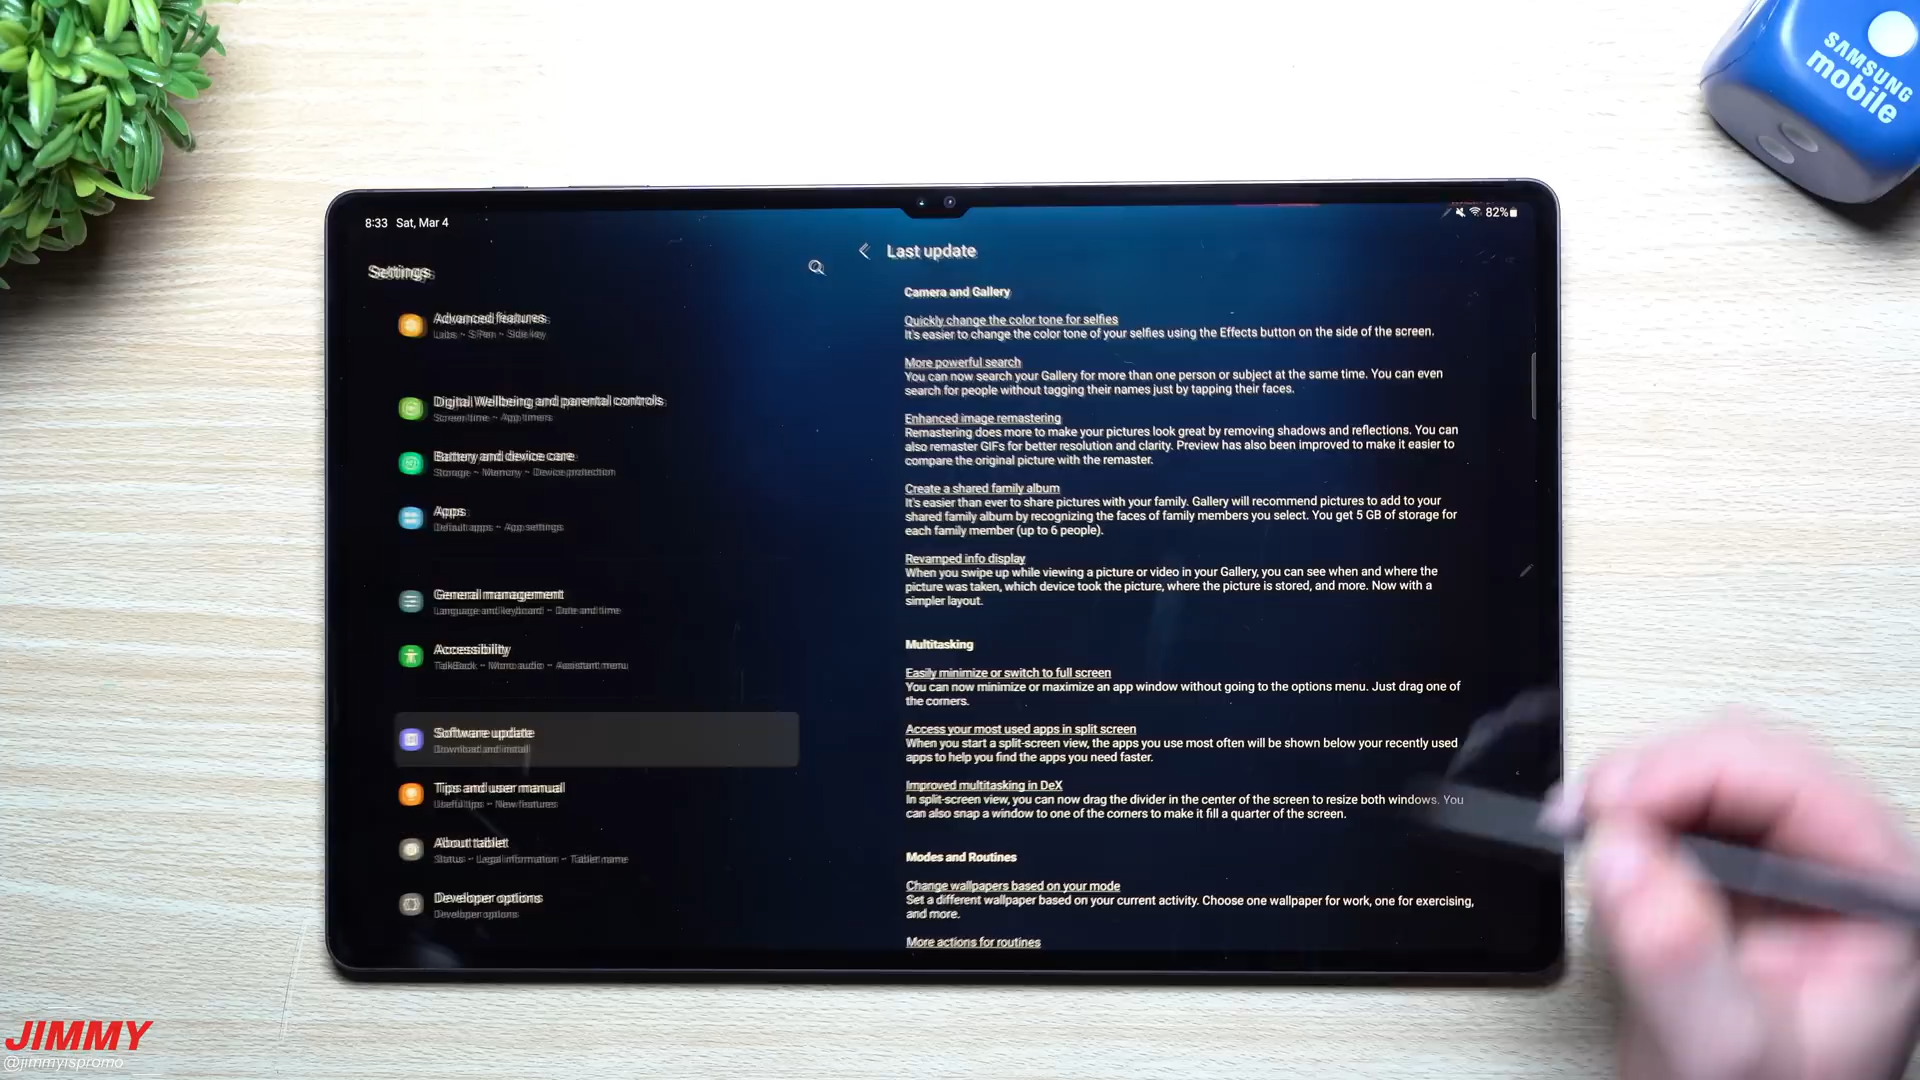 SAMSUNG
mobile
8:33 Sat, Mar 4
82%
Settings
Advanced features
Labs • S Pen • Side key
Digital Wellbeing and parental controls
Screen time • App timers
Battery and device care
Storage • Memory • Device protection
Apps
Default apps • App settings
General management
Language and keyboard • Date and time
Accessibility
TalkBack • Mono audio • Assistant menu
Software update
Download and install
Tips and user manual
Useful tips • New features
About tablet
Status • Legal information • Tablet name
Developer options
Developer options
Last update
Camera and Gallery
Quickly change the color tone for selfies
It's easier to change the color tone of your selfies using the Effects button on the side of the screen.
More powerful search
You can now search your Gallery for more than one person or subject at the same time. You can even
search for people without tagging their names just by tapping their faces.
Enhanced image remastering
Remastering does more to make your pictures look great by removing shadows and reflections. You can
also remaster GIFs for better resolution and clarity. Preview has also been improved to make it easier to
compare the original picture with the remaster.
Create a shared family album
It's easier than ever to share pictures with your family. Gallery will recommend pictures to add to your
shared family album by recognizing the faces of family members you select. You get 5 GB of storage for
each family member (up to 6 people).
Revamped info display
When you swipe up while viewing a picture or video in your Gallery, you can see when and where the
picture was taken, which device took the picture, where the picture is stored, and more. Now with a
simpler layout.
Multitasking
Easily minimize or switch to full screen
You can now minimize or maximize an app window without going to the options menu. Just drag one of
the corners.
Access your most used apps in split screen
When you start a split-screen view, the apps you use most often will be shown below your recently used
apps to help you find the apps you need faster.
Improved multitasking in DeX
In split-screen view, you can now drag the divider in the center of the screen to resize both windows. You
can also snap a window to one of the corners to make it fill a quarter of the screen.
Modes and Routines
Change wallpapers based on your mode
Set a different wallpaper based on your current activity. Choose one wallpaper for work, one for exercising,
and more.
More actions for routines
JIMMY
@jimmyispromo